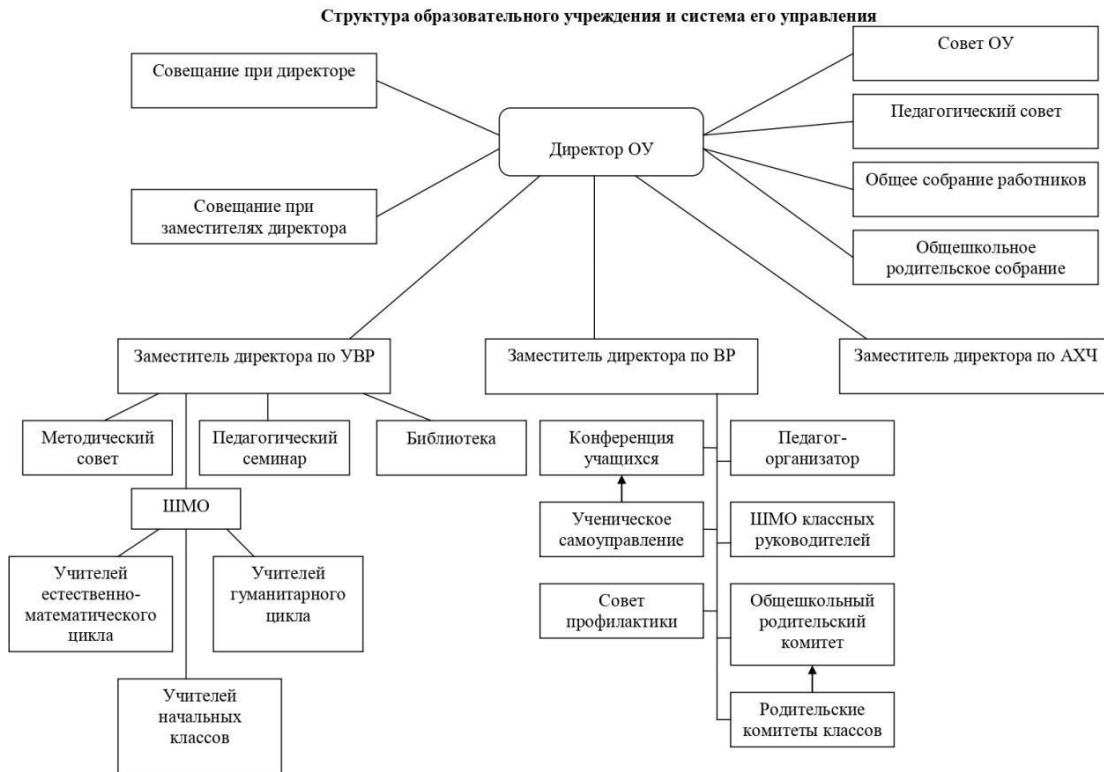 Структура образовательного учреждения и система его управления
Совещание при директоре
Совет ОУ
Педагогический совет
Директор ОУ
Общее собрание работников
Совещание при
заместителях директора
Общешкольное
родительское собрание
Заместитель директора по УВР
Заместитель директора по ВР
Заместитель директора по АХЧ
Методический
совет
Педагогический
семинар
Библиотека
Конференция
учащихся
Педагог-
организатор
ШМО
Ученическое
самоуправление
ШМО классных
руководителей
Учителей
естественно-
математического
цикла
Учителей
гуманитарного
цикла
Совет
профилактики
Общешкольный
родительский
комитет
Учителей
начальных
классов
Родительские
комитеты классов